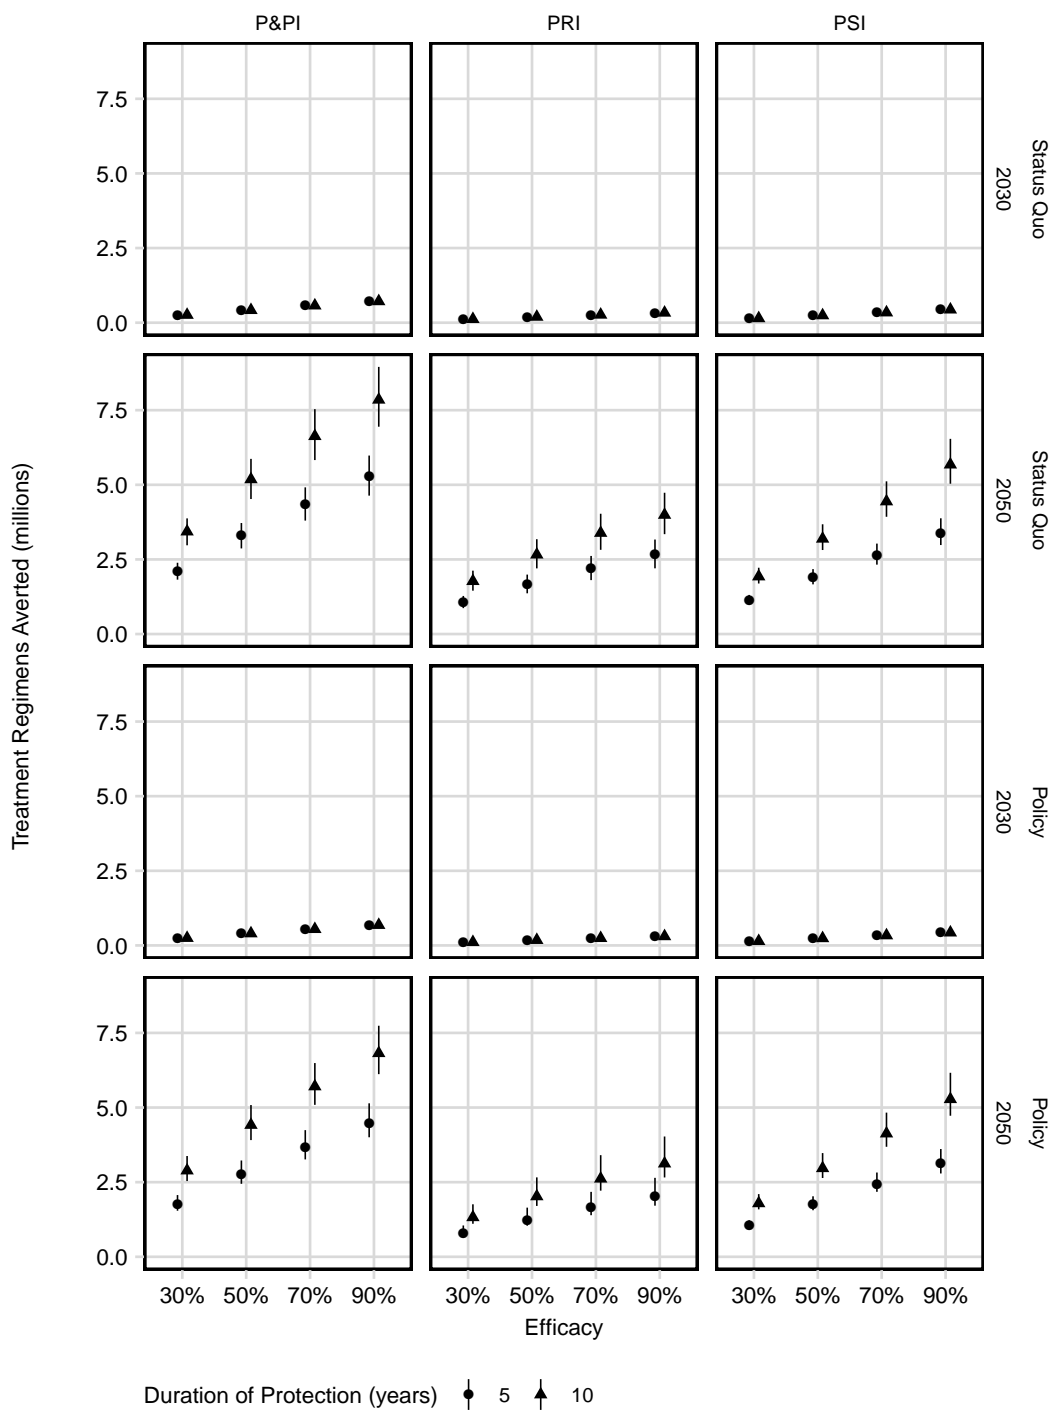 P&PI
PRI
PSI
7.5
5.0
2.5
0.0
Status Quo
2030
7.5
5.0
2.5
0.0
Status Quo
2050
Treatment Regimens Averted (millions)
7.5
5.0
2.5
0.0
Policy
2030
7.5
5.0
2.5
0.0
Policy
2050
30% 50% 70% 90%
30% 50% 70% 90%
30% 50% 70% 90%
Efficacy
Duration of Protection (years) 5 10